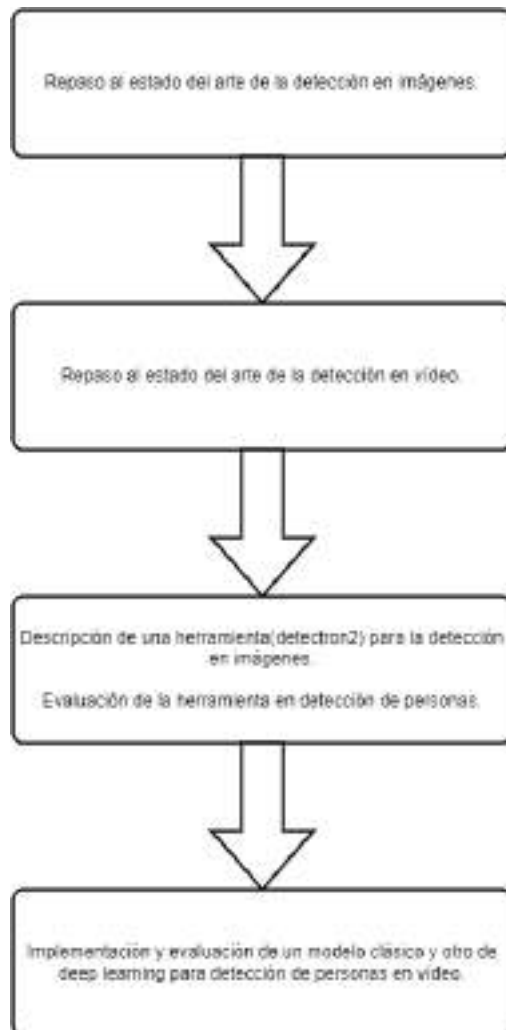 Repaso al estado del arte de la detección en imágenes.
Repaso al estado del arte de la detección en vídeo.
Descripción de una herramienta(detectron2) para la detección
en imágenes.
Evaluación de la herramienta en detección de personas.
Implementación y evaluación de un modelo clásico y otro de
deep learning para detección de personas en vídeo.